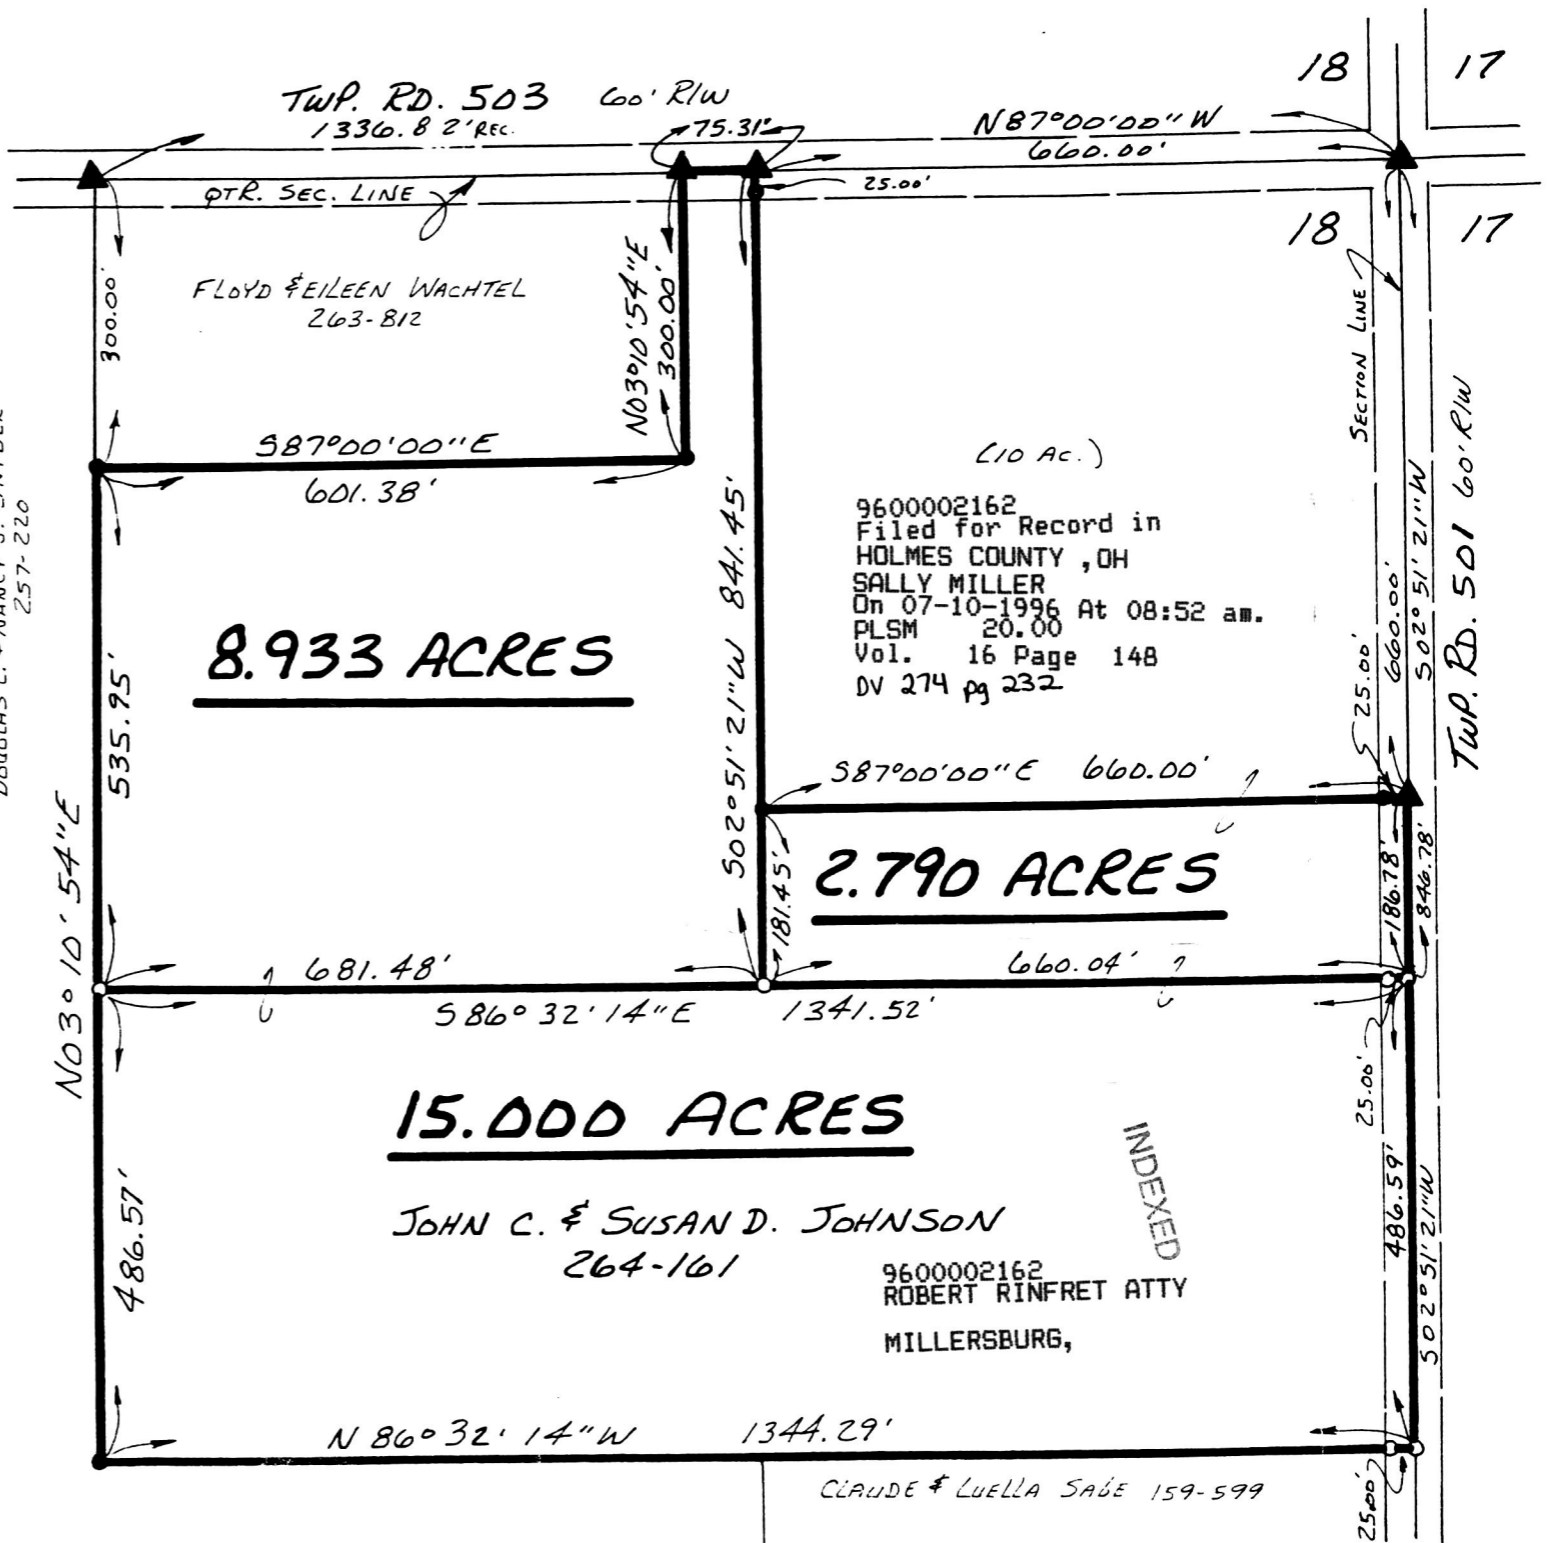 18
17
TWP. RD. 503 60' R/W
1336.82' REC.
75.31'
N87°00'00"W
660.00'
QTR. SEC. LINE
25.00'
18
17
FLOYD & EILEEN WACHTEL
263-812
300.00'
N03°10'54"E
300.00'
SECTION LINE
S87°00'00"E
601.38'
(10 AC.)
9600002162
Filed for Record in
HOLMES COUNTY ,OH
SALLY MILLER
On 07-10-1996 At 08:52 am.
PLSM 20.00
Vol. 16 Page 148
DV 274 pg 232
257-220
8.933 ACRES
535.95'
S02°51'21"W 841.45'
25.00'
660.00'
S02°51'21"W
TWP. RD. 501 60' R/W
S87°00'00"E 660.00'
2.790 ACRES
181.45'
186.78'
846.78'
N03°10'54"E
681.48'
660.04'
S86°32'14"E 1341.52'
25.00'
15.000 ACRES
486.57'
486.59'
S02°51'21"W
INDEXED
JOHN C. & SUSAN D. JOHNSON
264-161
9600002162
ROBERT RINFRET ATTY
MILLERSBURG,
N 86°32'14"W 1344.29'
CLAUDE & LUELLA 159-599
25.00'